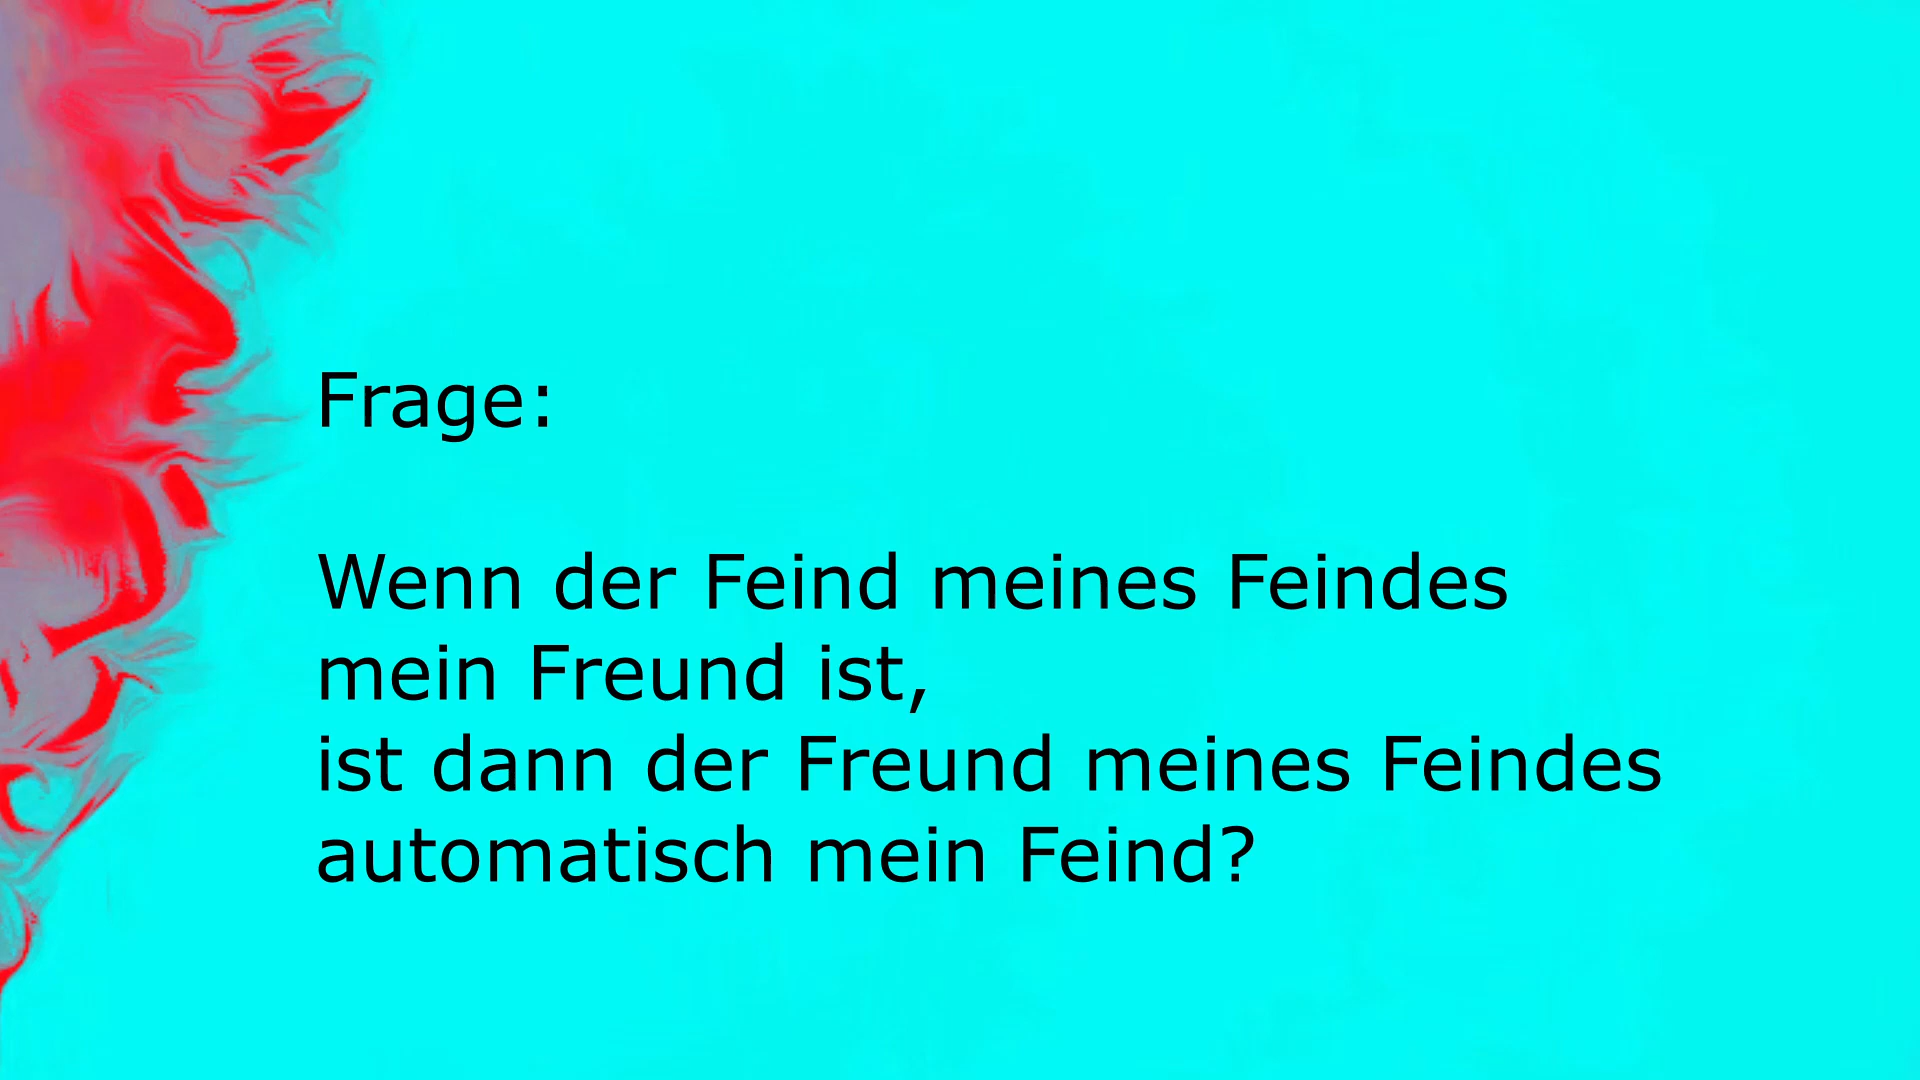 Frage:
Wenn der Feind meines Feindes
mein Freund ist,
ist dann der Freund meines Feindes
automatisch mein Feind?